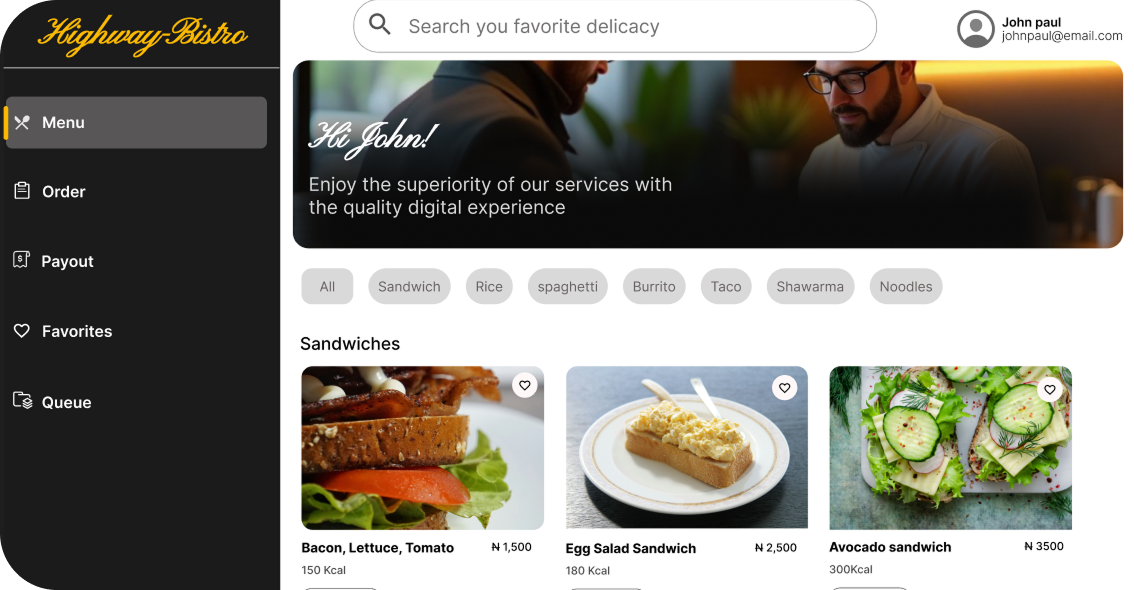 Highway-Bistro
Search you favorite delicacy
John paul
johnpaul@email.com
Menu
Order
Payout
Favorites
Queue
Hi John!
Enjoy the superiority of our services with
the quality digital experience
All
Sandwich
Rice
spaghetti
Burrito
Taco
Shawarma
Noodles
Sandwiches
Bacon, Lettuce, Tomato
₦ 1,500
150 Kcal
Egg Salad Sandwich
₦ 2,500
180 Kcal
Avocado sandwich
₦ 3500
300Kcal